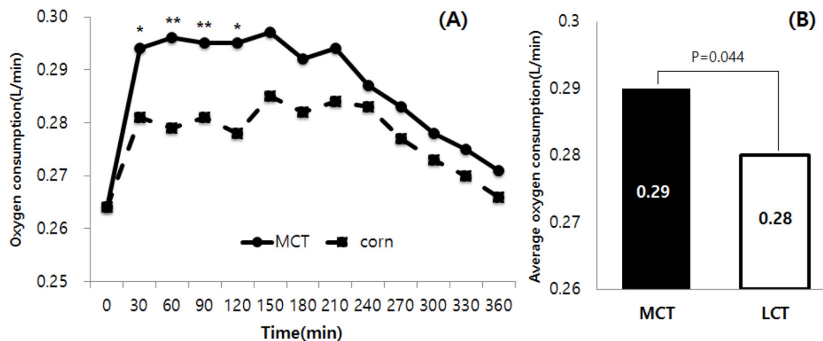 (A)
Oxygen consumption(L/min)
0.30
0.29
0.28
0.27
0.26
0.25
* ** ** *
MCT corn
0 30 60 90 120 150 180 210 240 270 300 330 360
Time(min)
(B)
Average oxygen consumption(L/min)
0.3
0.29
0.28
0.27
0.26
P=0.044
0.29
0.28
MCT LCT